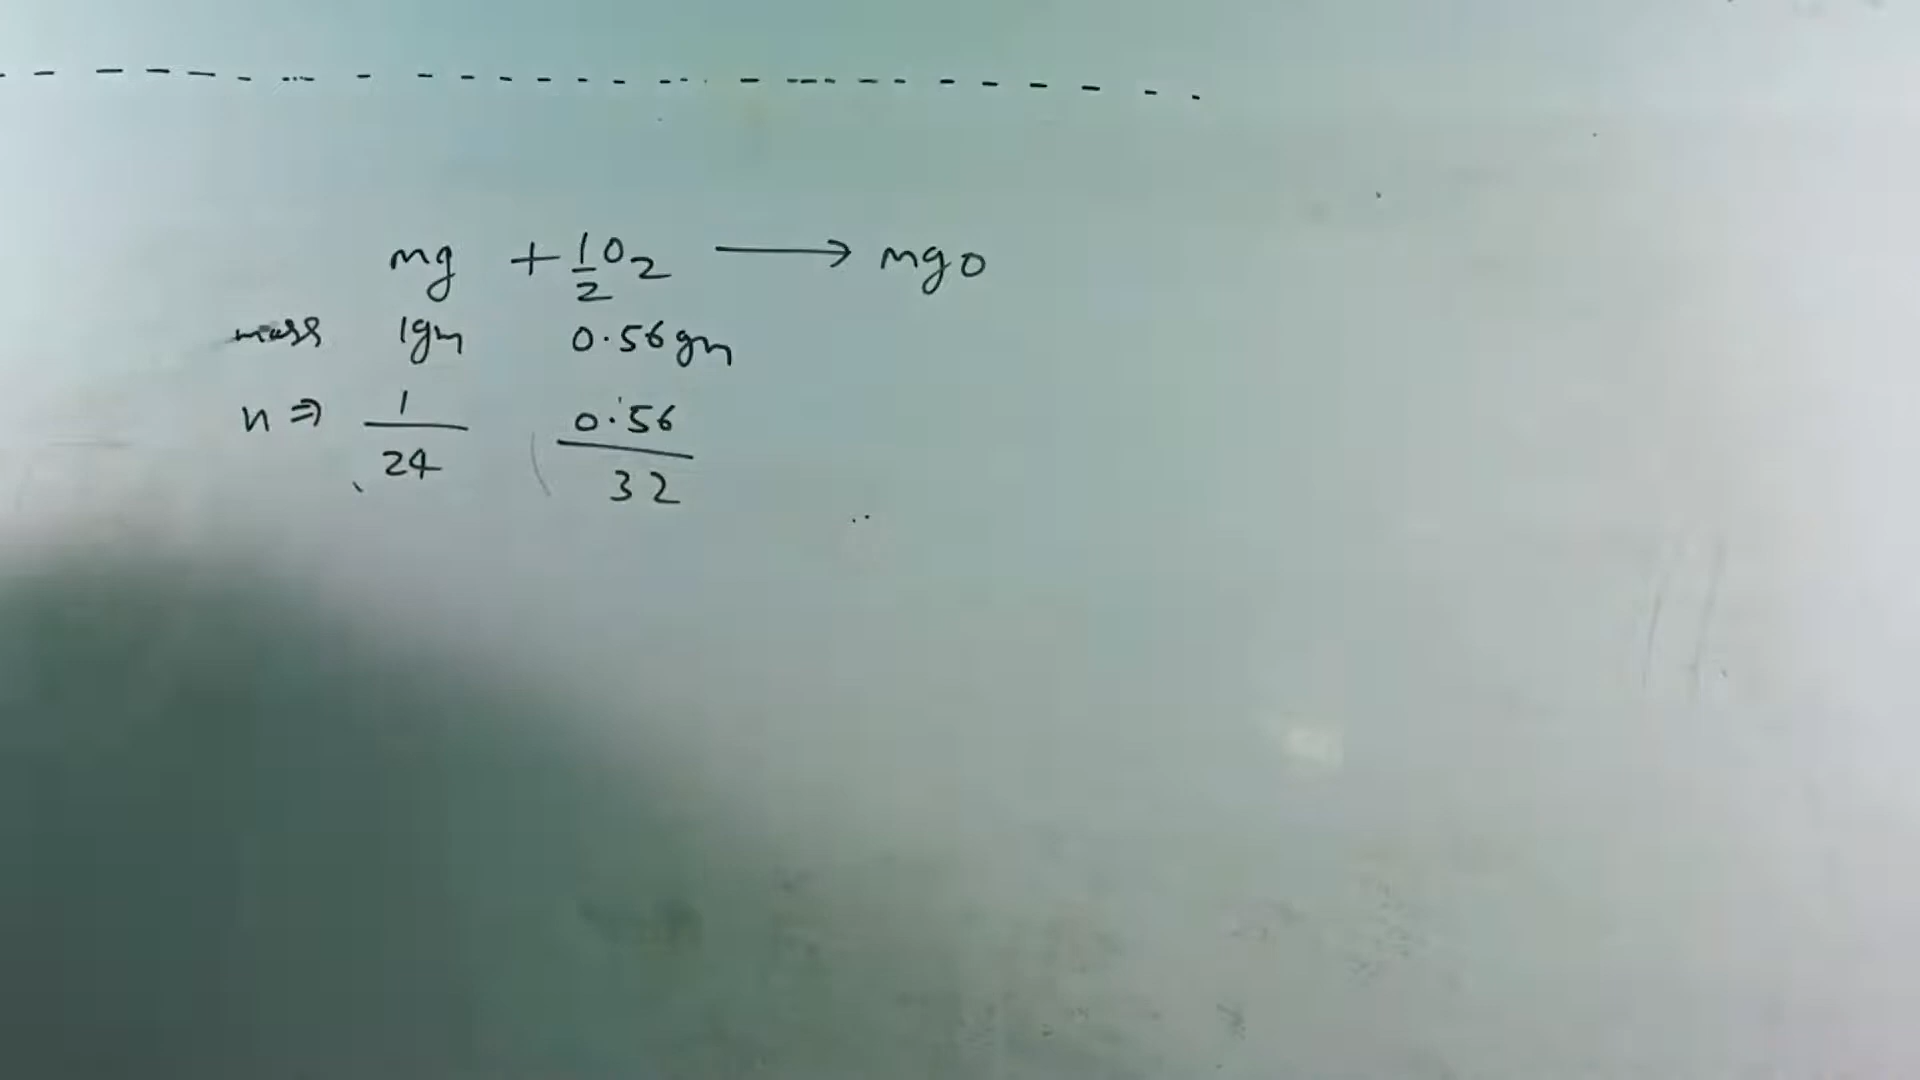 mg + 1/2 O2 ⟶ mgo
mass 1gm 0.56gm
n ⇒ 1/24 0.56/32